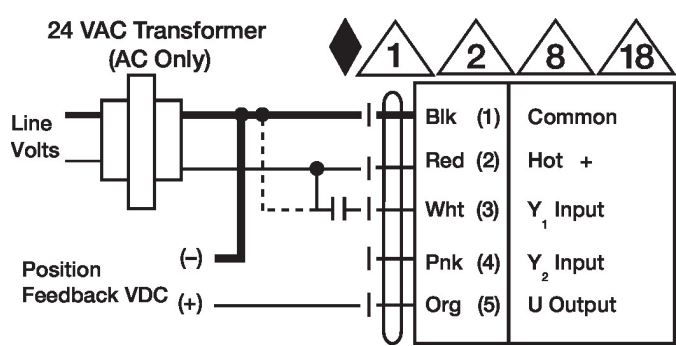 24 VAC Transformer
(AC Only)
1 2 8 18
Line
Volts
Blk (1) Common
Red (2) Hot +
Wht (3) Y1 Input
Pnk (4) Y2 Input
Org (5) U Output
(–)
Position
Feedback VDC (+)